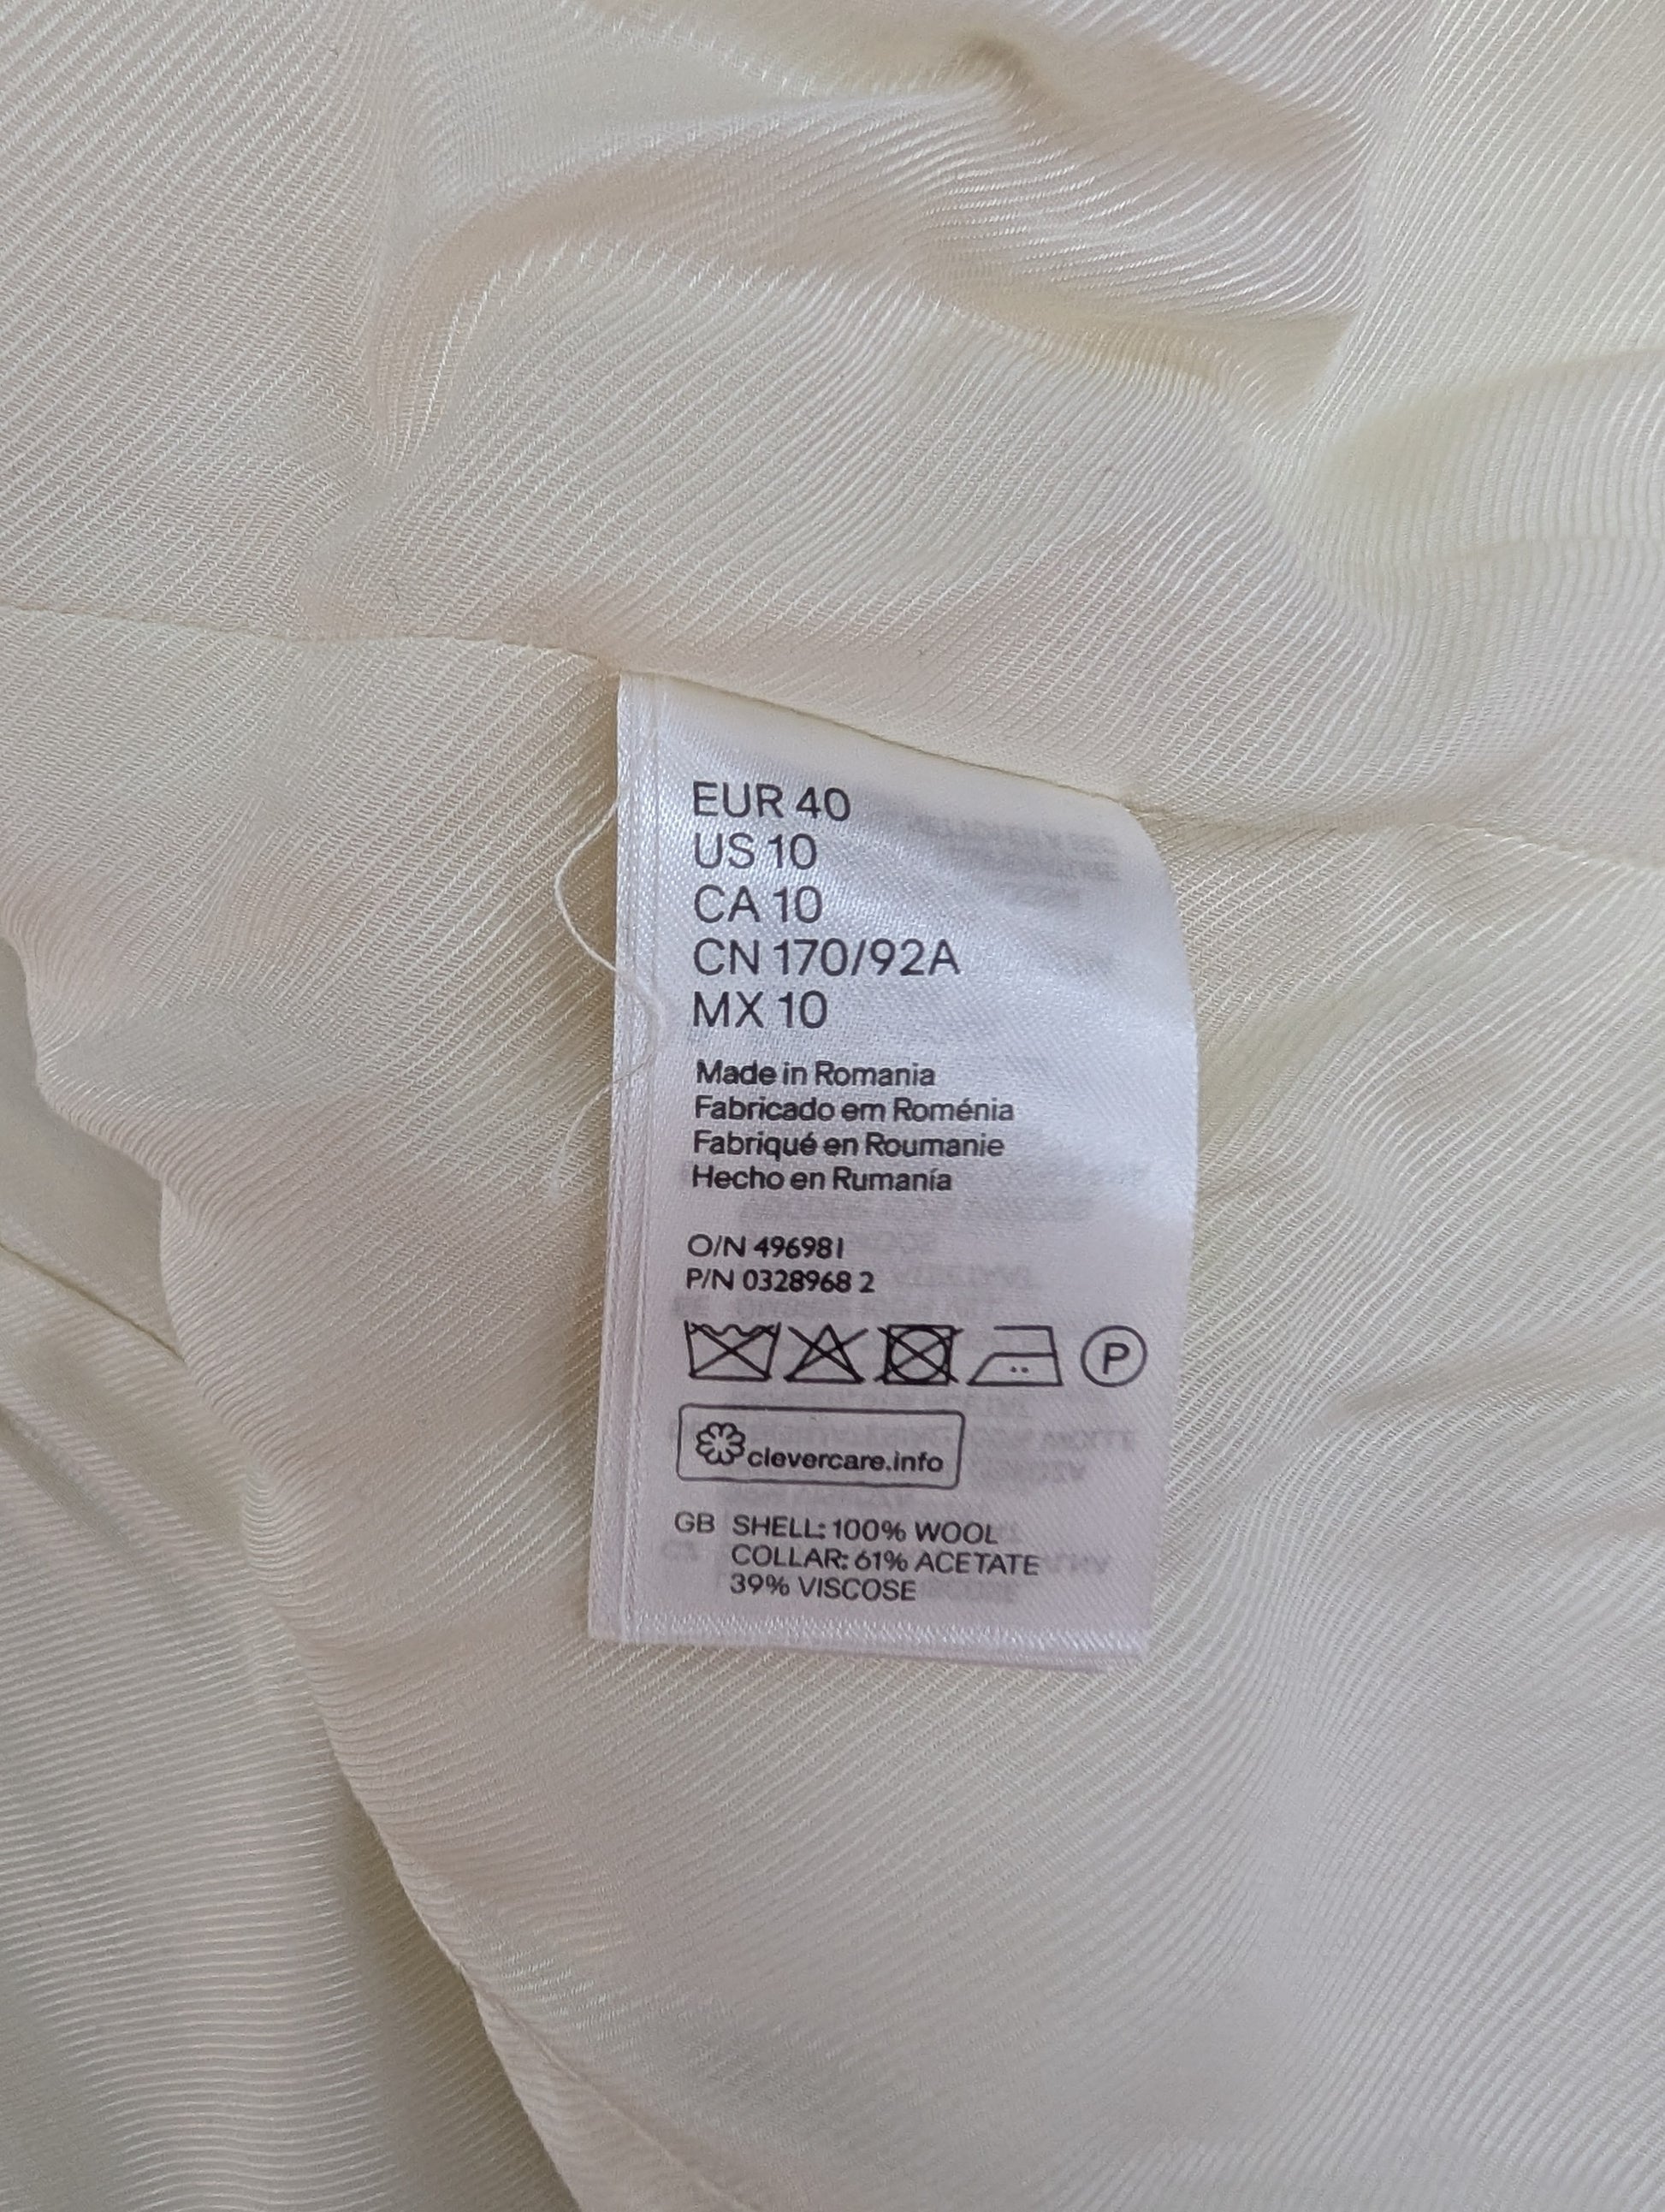 EUR 40
US 10
CA 10
CN 170/92A
MX 10
Made in Romania
Fabricado em Roménia
Fabriqué en Roumanie
Hecho en Rumanía
O/N 496981
P/N 0328968 2
P
clevercare.info
GB SHELL: 100% WOOL
COLLAR: 61% ACETATE
39% VISCOSE